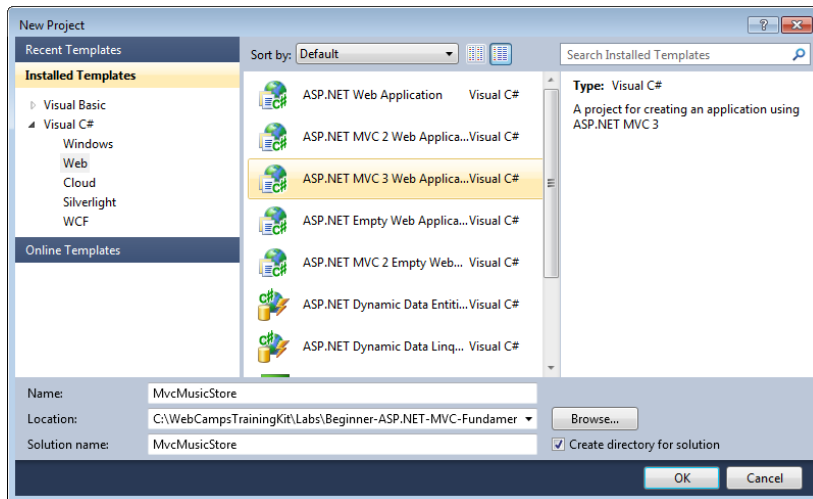 New Project
Recent Templates
Installed Templates
Visual Basic
Visual C#
Windows
Web
Cloud
Silverlight
WCF
Online Templates
Sort by: Default
ASP.NET Web Application Visual C#
ASP.NET MVC 2 Web Applica... Visual C#
ASP.NET MVC 3 Web Applica... Visual C#
ASP.NET Empty Web Applica... Visual C#
ASP.NET MVC 2 Empty Web... Visual C#
ASP.NET Dynamic Data Entiti... Visual C#
ASP.NET Dynamic Data Linq... Visual C#
Search Installed Templates
Type: Visual C#
A project for creating an application using
ASP.NET MVC 3
Name: MvcMusicStore
Location: C:\WebCampsTrainingKit\Labs\Beginner-ASP.NET-MVC-Fundamer Browse...
Solution name: MvcMusicStore Create directory for solution
OK Cancel